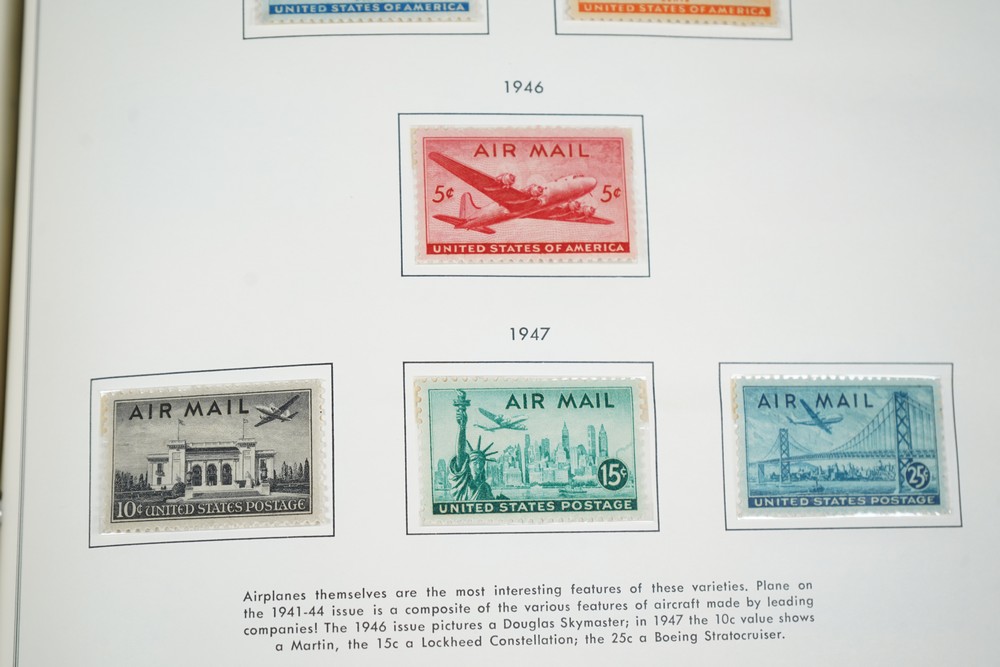 UNITED STATES OF AMERICA
UNITED STATES OF AMERICA
1946
AIR MAIL
5¢ 5¢
UNITED STATES OF AMERICA
1947
AIR MAIL
10¢ UNITED STATES POSTAGE
AIR MAIL
15¢
UNITED STATES POSTAGE
AIR MAIL
25¢
UNITED STATES POSTAGE
Airplanes themselves are the most interesting features of these varieties. Plane on
the 1941-44 issue is a composite of the various features of aircraft made by leading
companies! The 1946 issue pictures a Douglas Skymaster; in 1947 the 10c value shows
a Martin, the 15c a Lockheed Constellation; the 25c a Boeing Stratocruiser.